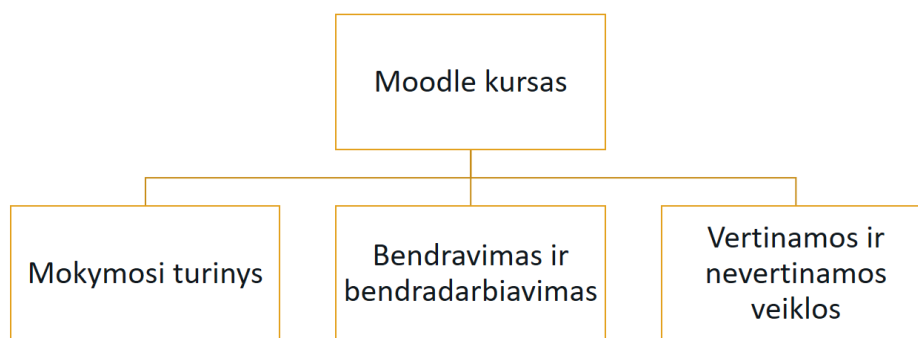 Moodle kursas
Mokymosi turinys
Bendravimas ir
bendradarbiavimas
Vertinamos ir
nevertinamos
veiklos